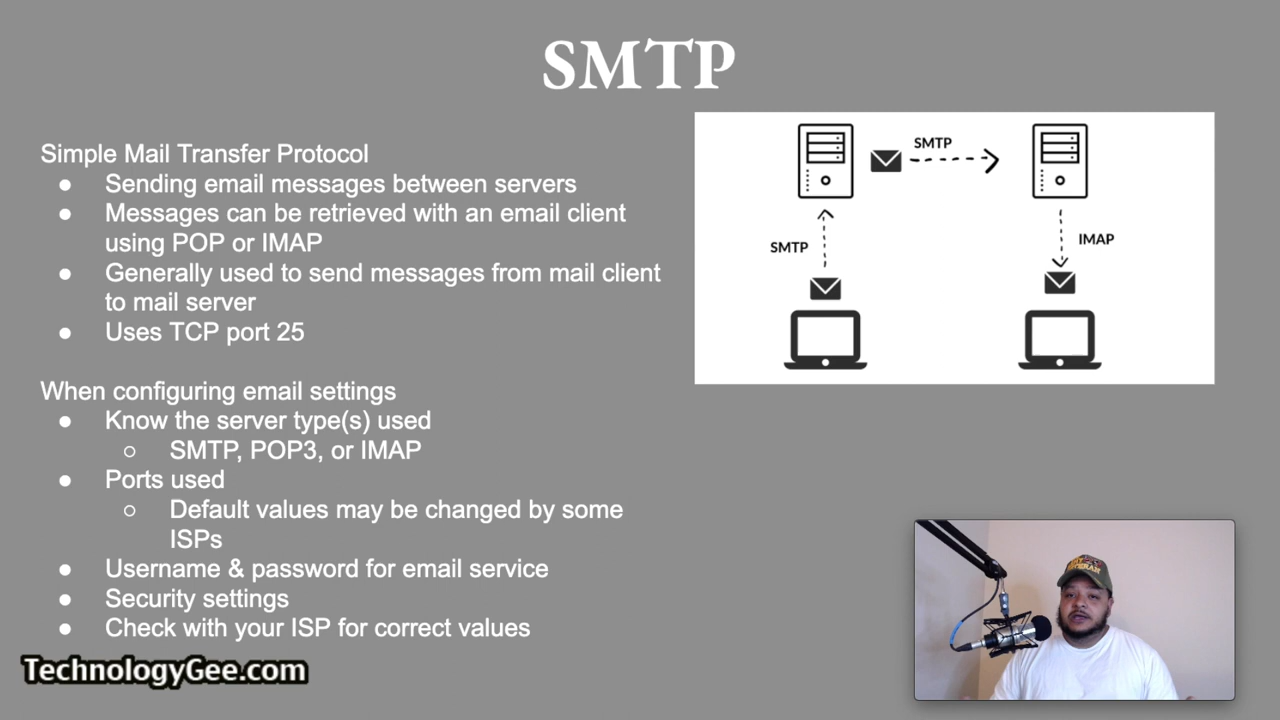 SMTP
Simple Mail Transfer Protocol
● Sending email messages between servers
● Messages can be retrieved with an email client
using POP or IMAP
● Generally used to send messages from mail client
to mail server
● Uses TCP port 25
When configuring email settings
● Know the server type(s) used
○ SMTP, POP3, or IMAP
● Ports used
○ Default values may be changed by some
ISPs
● Username & password for email service
● Security settings
● Check with your ISP for correct values
SMTP
SMTP
IMAP
VETERAN
TechnologyGee.com